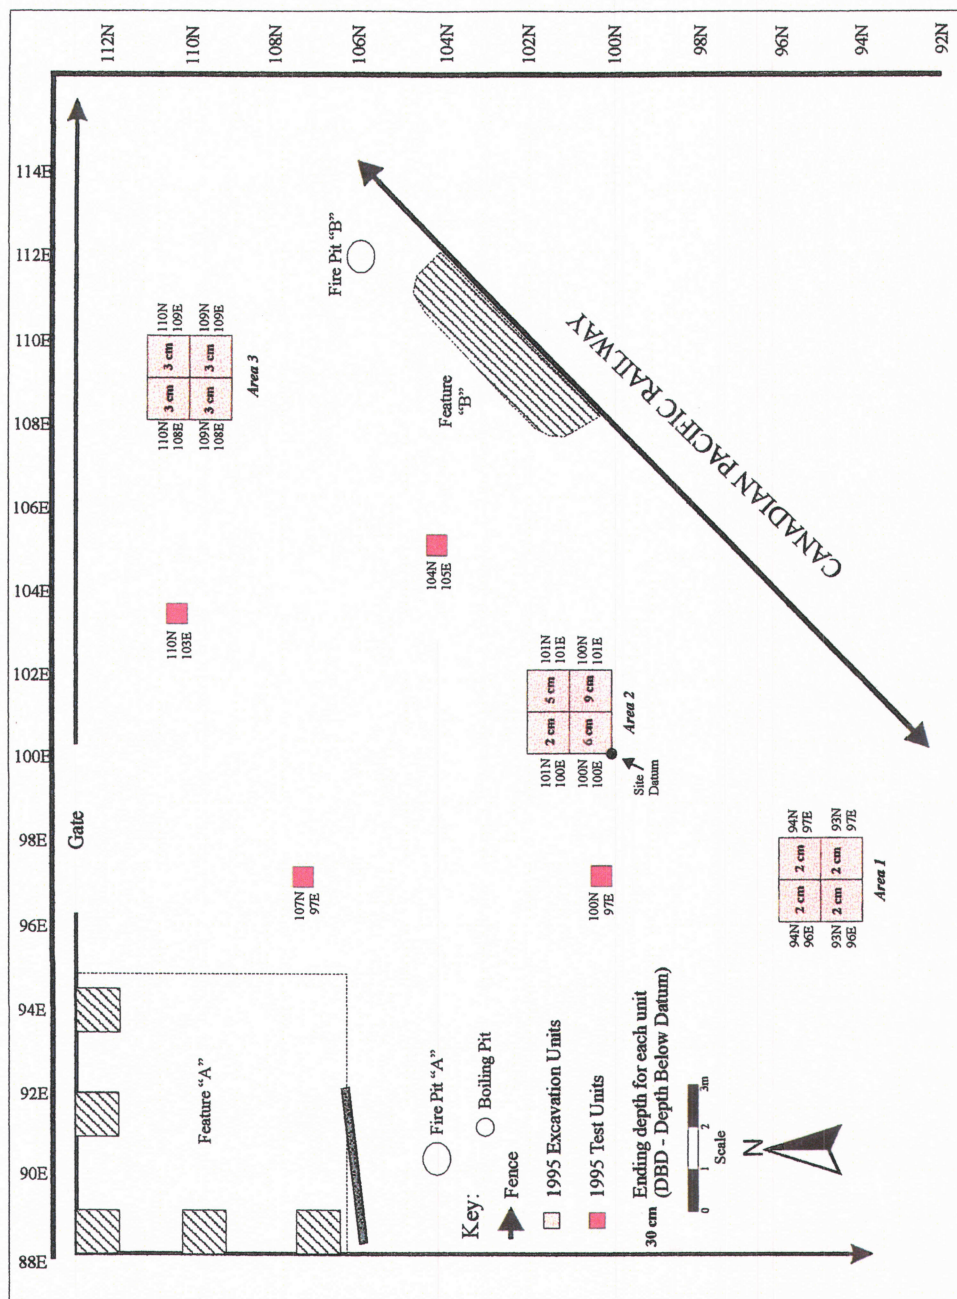 112N
110N
108N
106N
104N
102N
100N
98N
96N
94N
92N
88E
90E
92E
94E
96E
98E
100E
102E
104E
106E
108E
110E
112E
114E
Gate
Feature “A”
110N
103E
107N
97E
104N
105E
100N
97E
110N
108E
109N
108E
3 cm
3 cm
3 cm
3 cm
110N
109E
109N
109E
Area 3
Fire Pit “B”
Feature
“B”
CANADIAN PACIFIC RAILWAY
101N
100E
100N
100E
2 cm
5 cm
6 cm
9 cm
101N
101E
100N
101E
Area 2
Site
Datum
94N
96E
93N
96E
2 cm
2 cm
2 cm
2 cm
94N
97E
93N
97E
Area 1
Fire Pit “A”
Boiling Pit
Key:
Fence
1995 Excavation Units
1995 Test Units
30 cm Ending depth for each unit
(DBD - Depth Below Datum)
0 1 2 3m
Scale
N